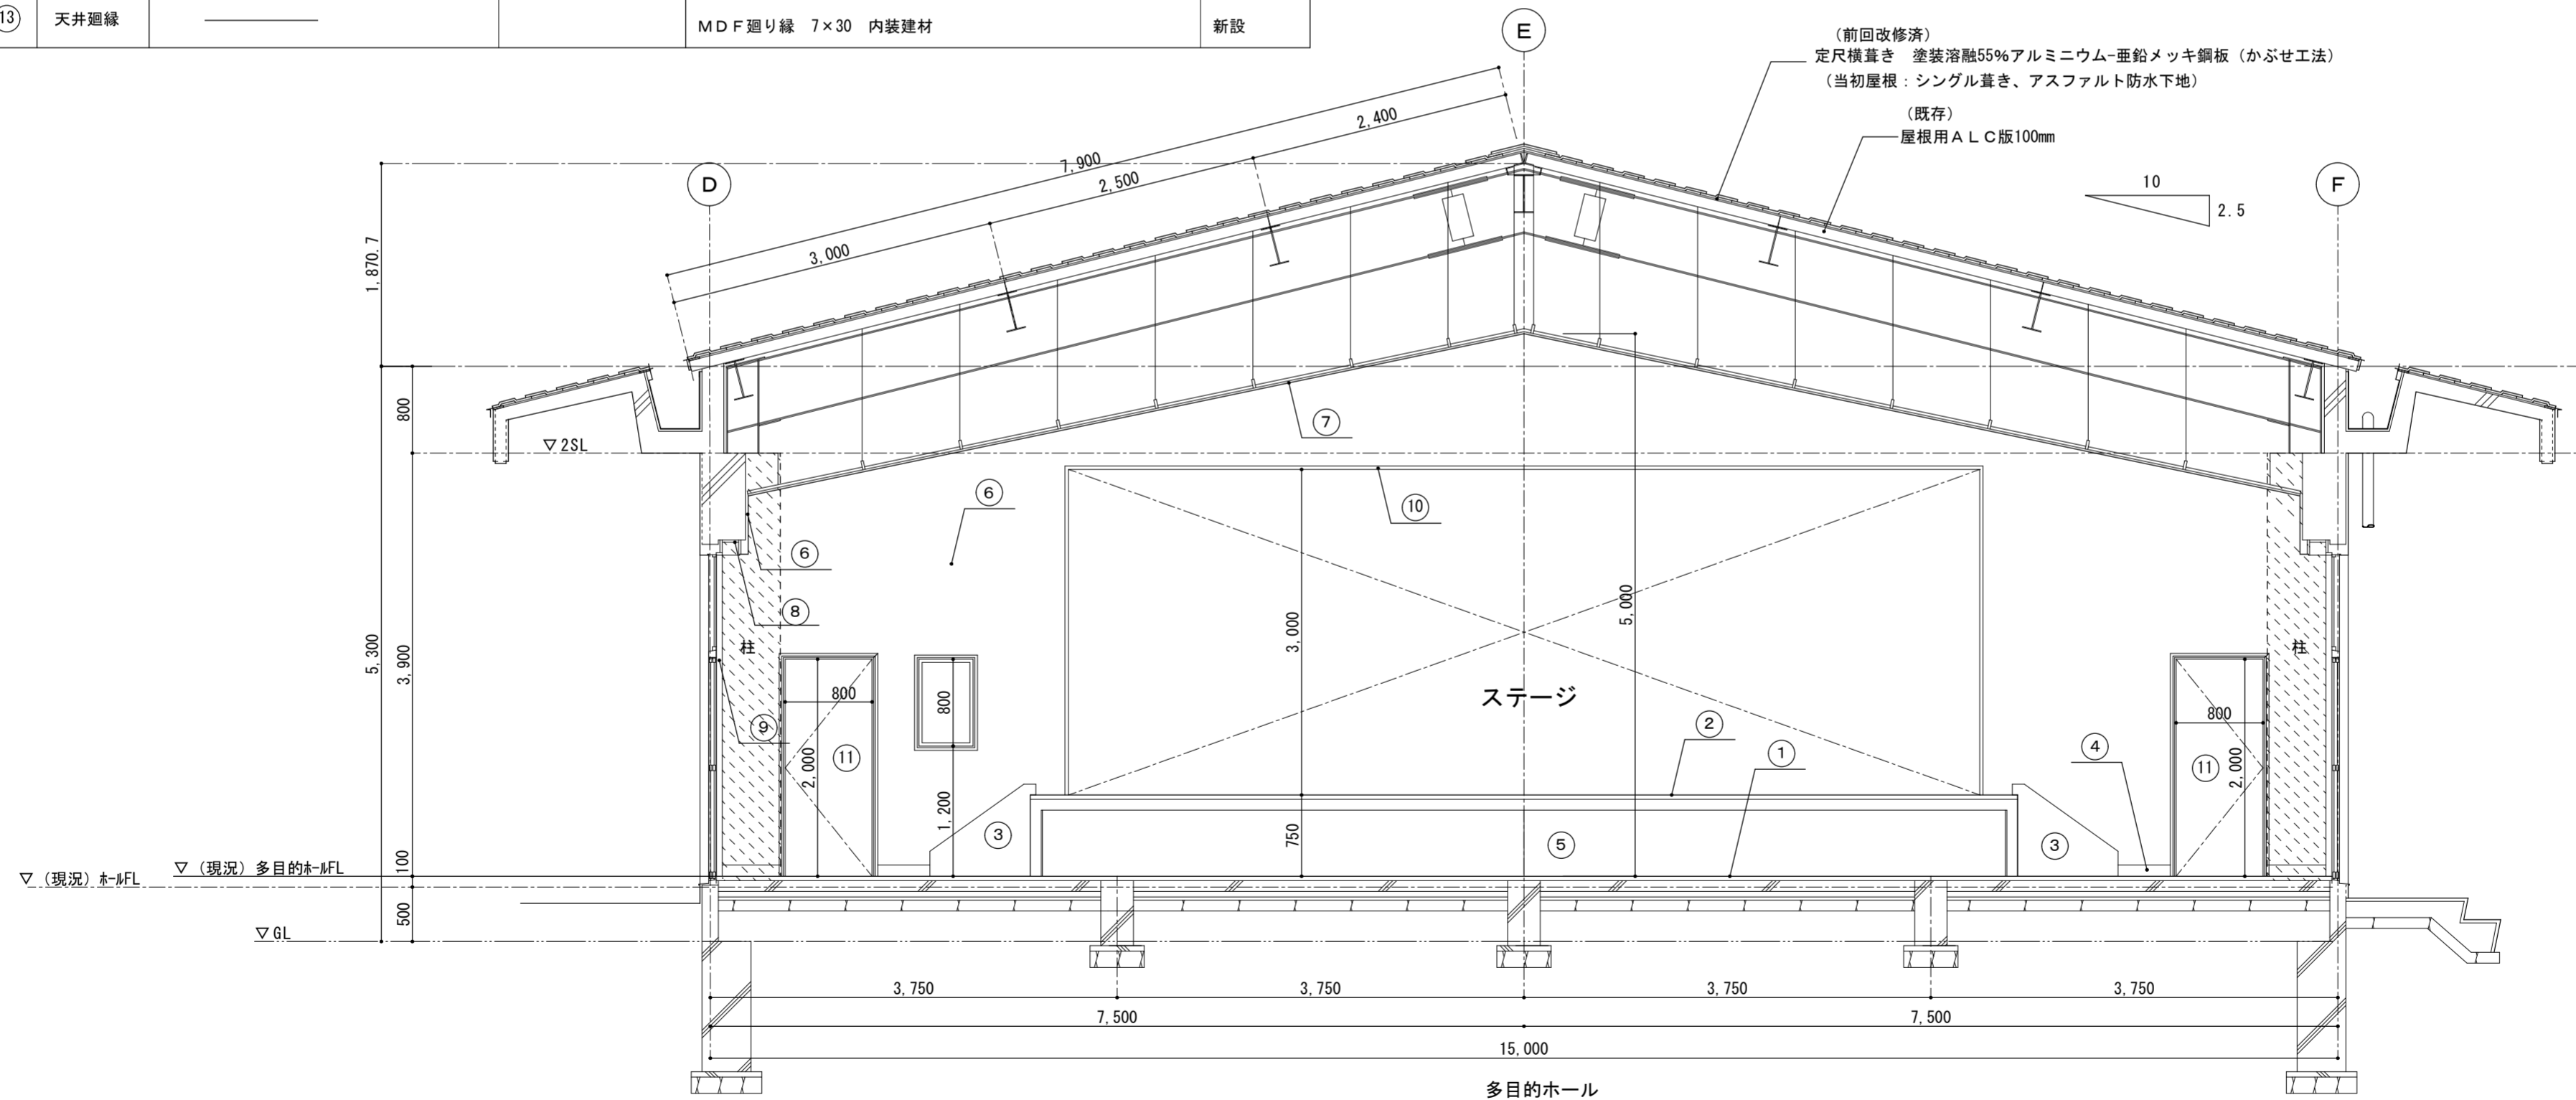 ⑬ 天井廻縁 MDF廻り縁 7×30 内装建材 新設
E
(前回改修済)
定尺横葺き 塗装溶融55%アルミニウム-亜鉛メッキ鋼板(かぶせ工法)
(当初屋根:シングル葺き、アスファルト防水下地)
(既存)
屋根用ALC版100mm
2,400
7,900
2,500
3,000
D
F
10
2.5
1,870.7
800
▽2SL
⑦
⑥
⑩
⑥
⑧
5,300
3,900
3,000
5,000
柱
柱
800
800
ステージ
800
⑨
②
①
④
2,000
⑪
⑪
2,000
1,200
③
750
⑤
③
100
▽(現況)多目的ホールFL
▽(現況)ホールFL
500
▽GL
3,750
3,750
3,750
3,750
7,500
7,500
15,000
多目的ホール